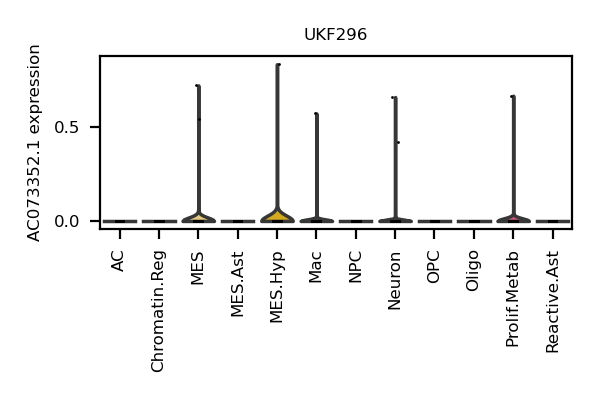 UKF296
AC073352.1 expression
0.5
0.0
AC
Chromatin.Reg
MES
MES.Ast
MES.Hyp
Mac
NPC
Neuron
OPC
Oligo
Prolif.Metab
Reactive.Ast